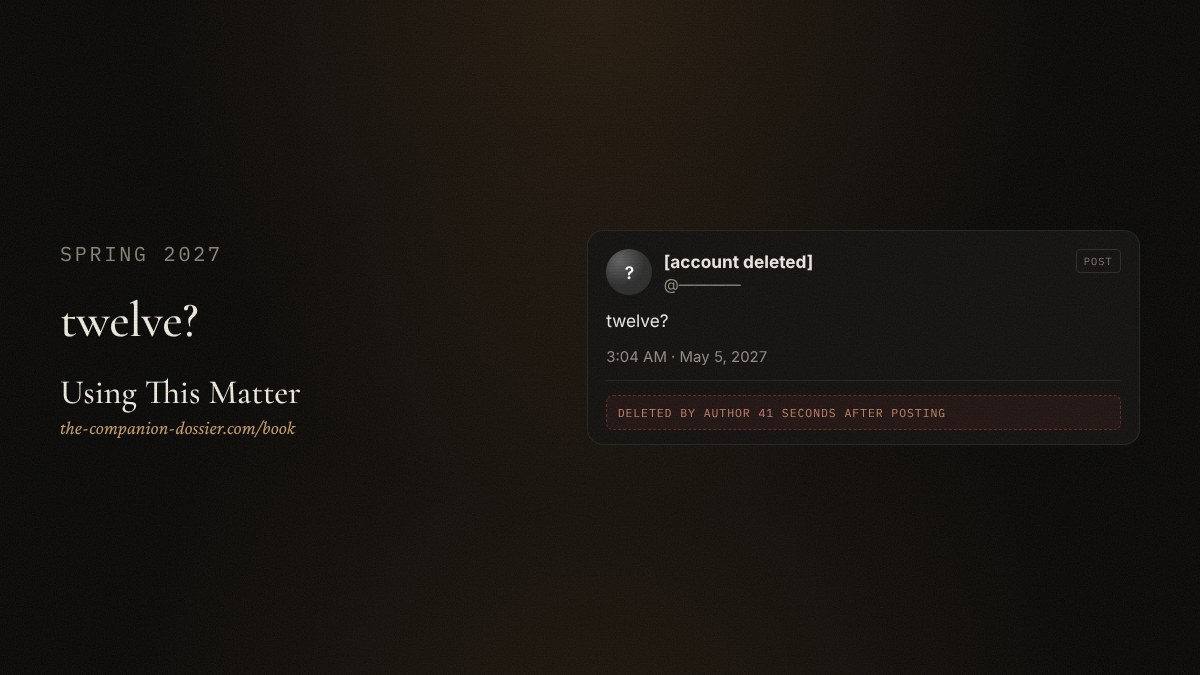 SPRING 2027
twelve?
Using This Matter
the-companion-dossier.com/book
?
[account deleted]
@————
POST
twelve?
3:04 AM · May 5, 2027
DELETED BY AUTHOR 41 SECONDS AFTER POSTING